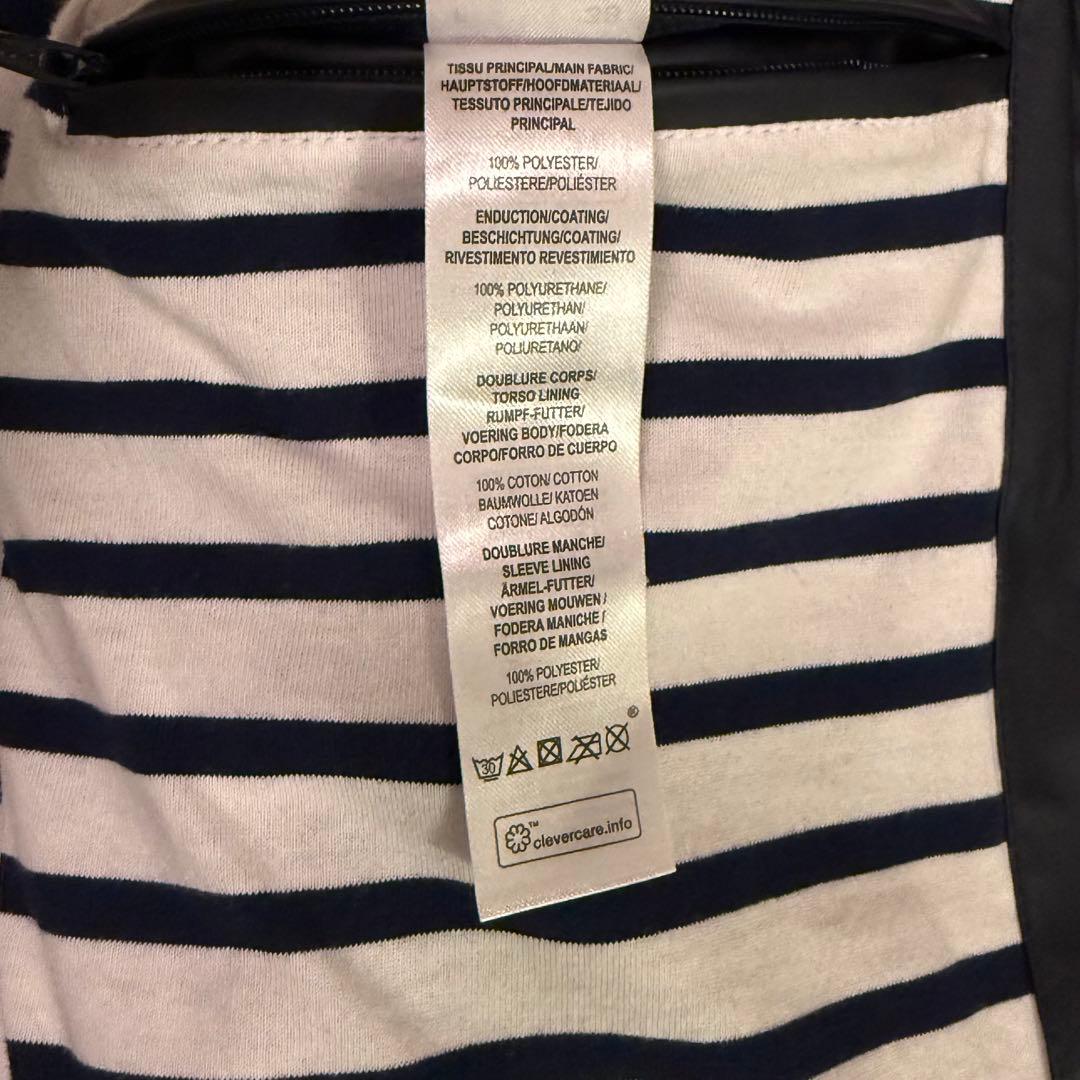 TISSU PRINCIPAL/MAIN FABRIC/
HAUPTSTOFF/HOOFDMATERIAAL/
TESSUTO PRINCIPALE/TEJIDO
PRINCIPAL
100% POLYESTER/
POLIESTERE/POLIÉSTER
ENDUCTION/COATING/
BESCHICHTUNG/COATING/
RIVESTIMENTO REVESTIMIENTO
100% POLYURETHANE/
POLYURETHAN/
POLYURETHAAN/
POLIURETANO/
DOUBLURE CORPS/
TORSO LINING
RUMPF-FUTTER/
VOERING BODY/FODERA
CORPO/FORRO DE CUERPO
100% COTON/ COTTON
BAUMWOLLE/ KATOEN
COTONE/ ALGODÓN
DOUBLURE MANCHE/
SLEEVE LINING
ÄRMEL-FUTTER/
VOERING MOUWEN /
FODERA MANICHE /
FORRO DE MANGAS
100% POLYESTER/
POLIESTERE/POLIÉSTER
30 ®
™ clevercare.info